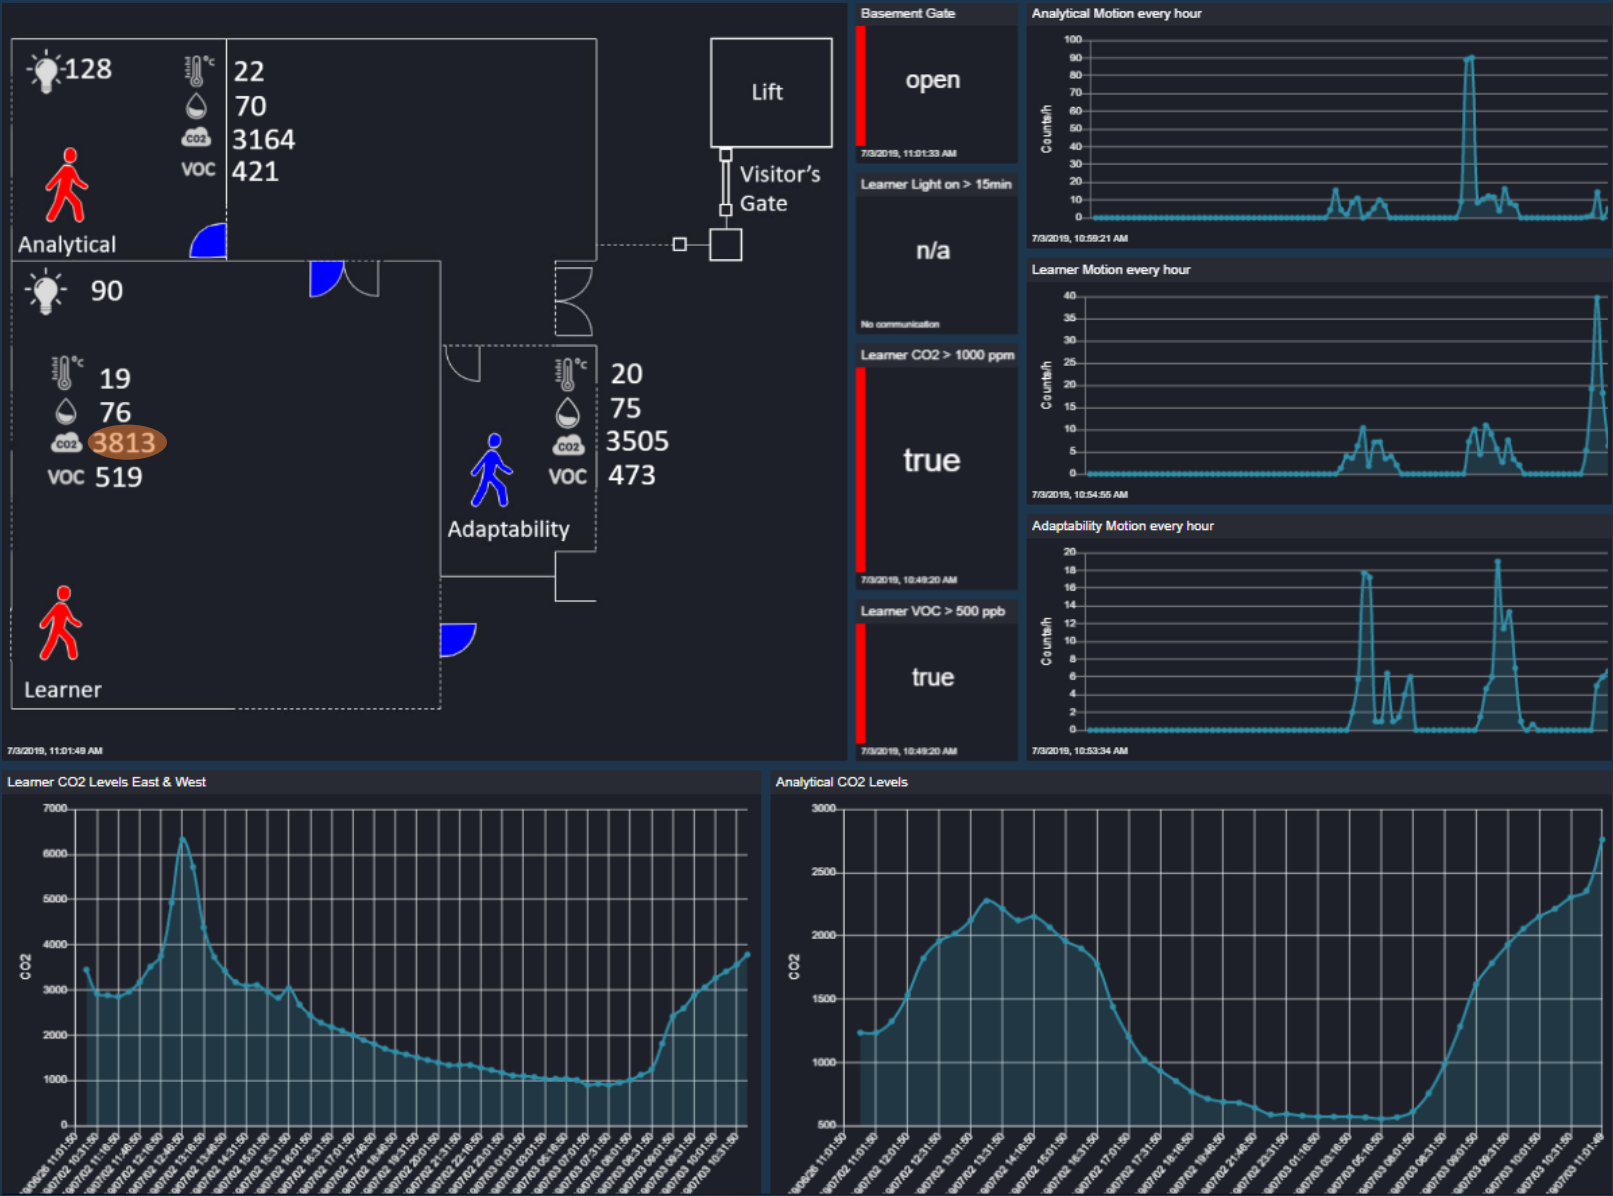 128
°C 22
70
CO2 3164
VOC 421
Analytical
90
°C 19
76
CO2 3813
VOC 519
Learner
°C 20
75
CO2 3505
VOC 473
Adaptability
Lift
Visitor's
Gate
7/3/2019, 11:01:49 AM
Basement Gate
open
7/3/2019, 11:01:33 AM
Learner Light on > 15min
n/a
No communication
Learner CO2 > 1000 ppm
true
7/3/2019, 10:49:20 AM
Learner VOC > 500 ppb
true
7/3/2019, 10:49:20 AM
Analytical Motion every hour
Counts/h
100
90
80
70
60
50
40
30
20
10
0
7/3/2019, 10:59:21 AM
Learner Motion every hour
Counts/h
40
35
30
25
20
15
10
5
0
7/3/2019, 10:54:55 AM
Adaptability Motion every hour
Counts/h
20
18
16
14
12
10
8
6
4
2
0
7/3/2019, 10:53:34 AM
Learner CO2 Levels East & West
CO2
7000
6000
5000
4000
3000
2000
1000
0
Analytical CO2 Levels
CO2
3000
2500
2000
1500
1000
500